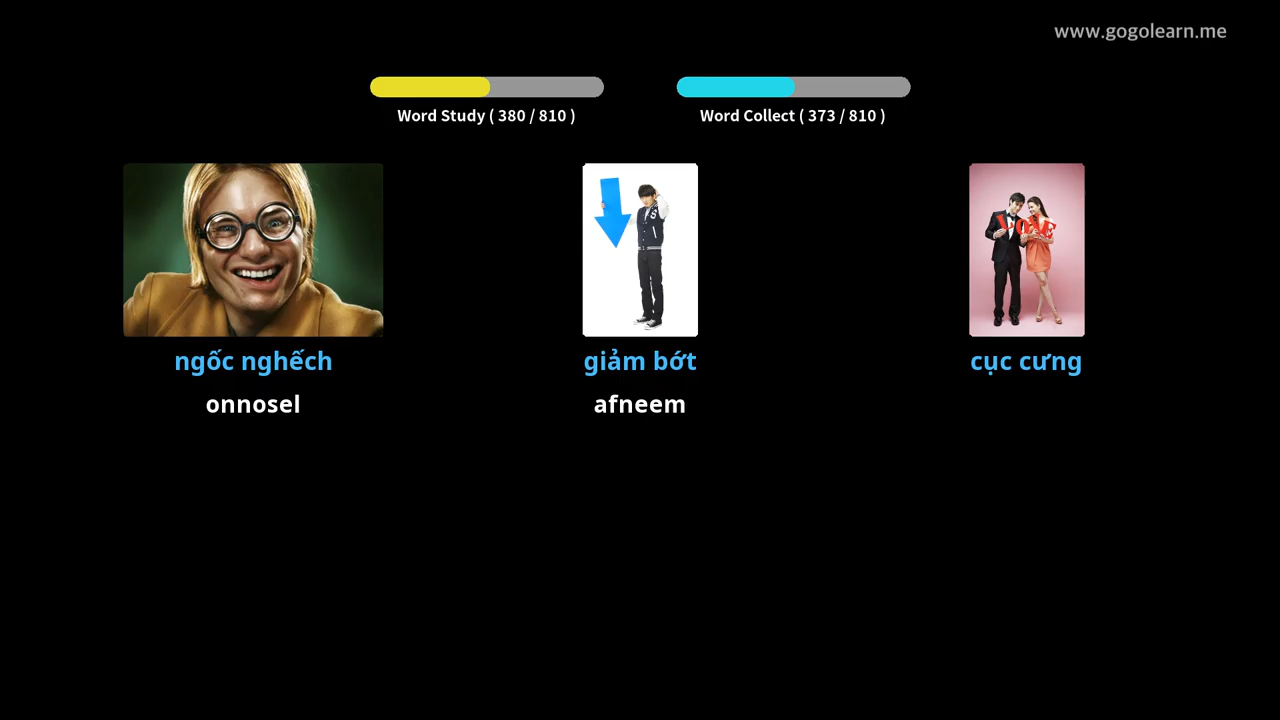 www.gogolearn.me
Word Study ( 380 / 810 )
Word Collect ( 373 / 810 )
ngốc nghếch
giảm bớt
cục cưng
onnosel
afneem
LOVE
S